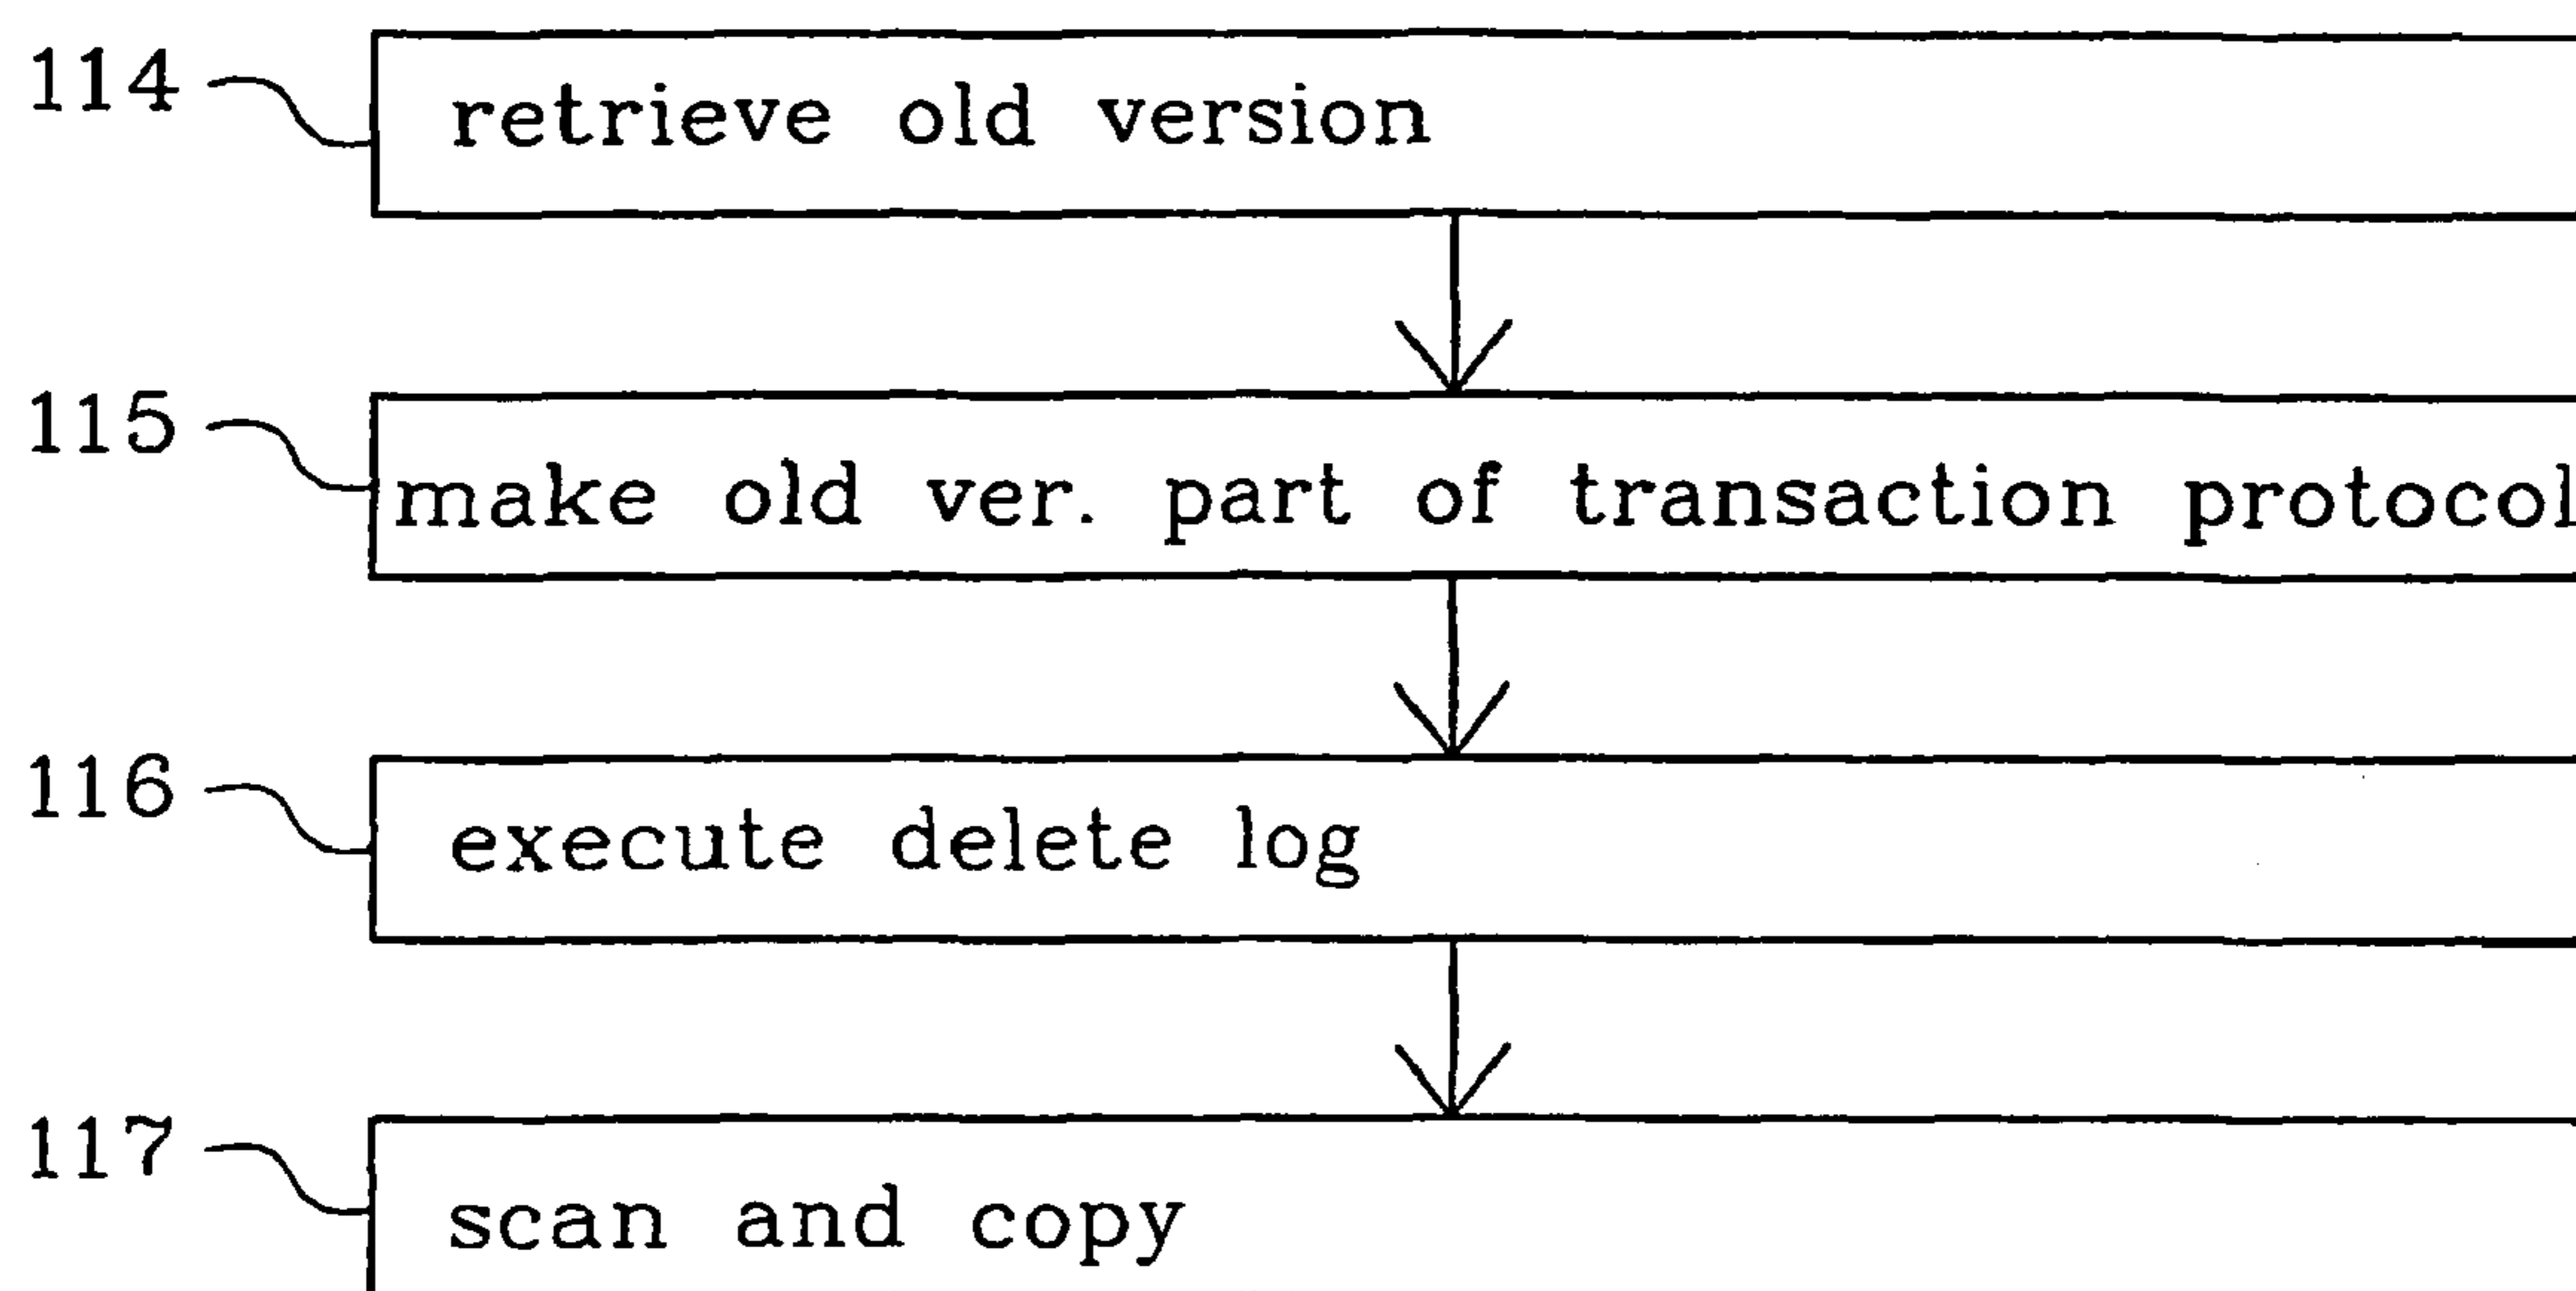 114 retrieve old version
115 make old ver. part of transaction protocol
116 execute delete log
117 scan and copy